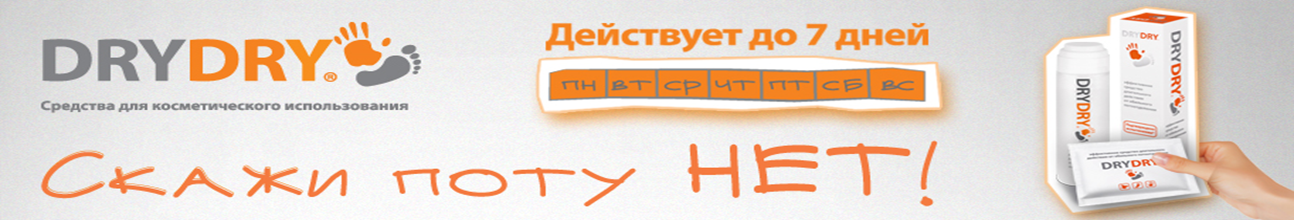 DRYDRY®
Средства для косметического использования
Действует до 7 дней
ПН ВТ СР ЧТ ПТ СБ ВС
Скажи поту НЕТ!
DRYDRY
DRYDRY
DRYDRY